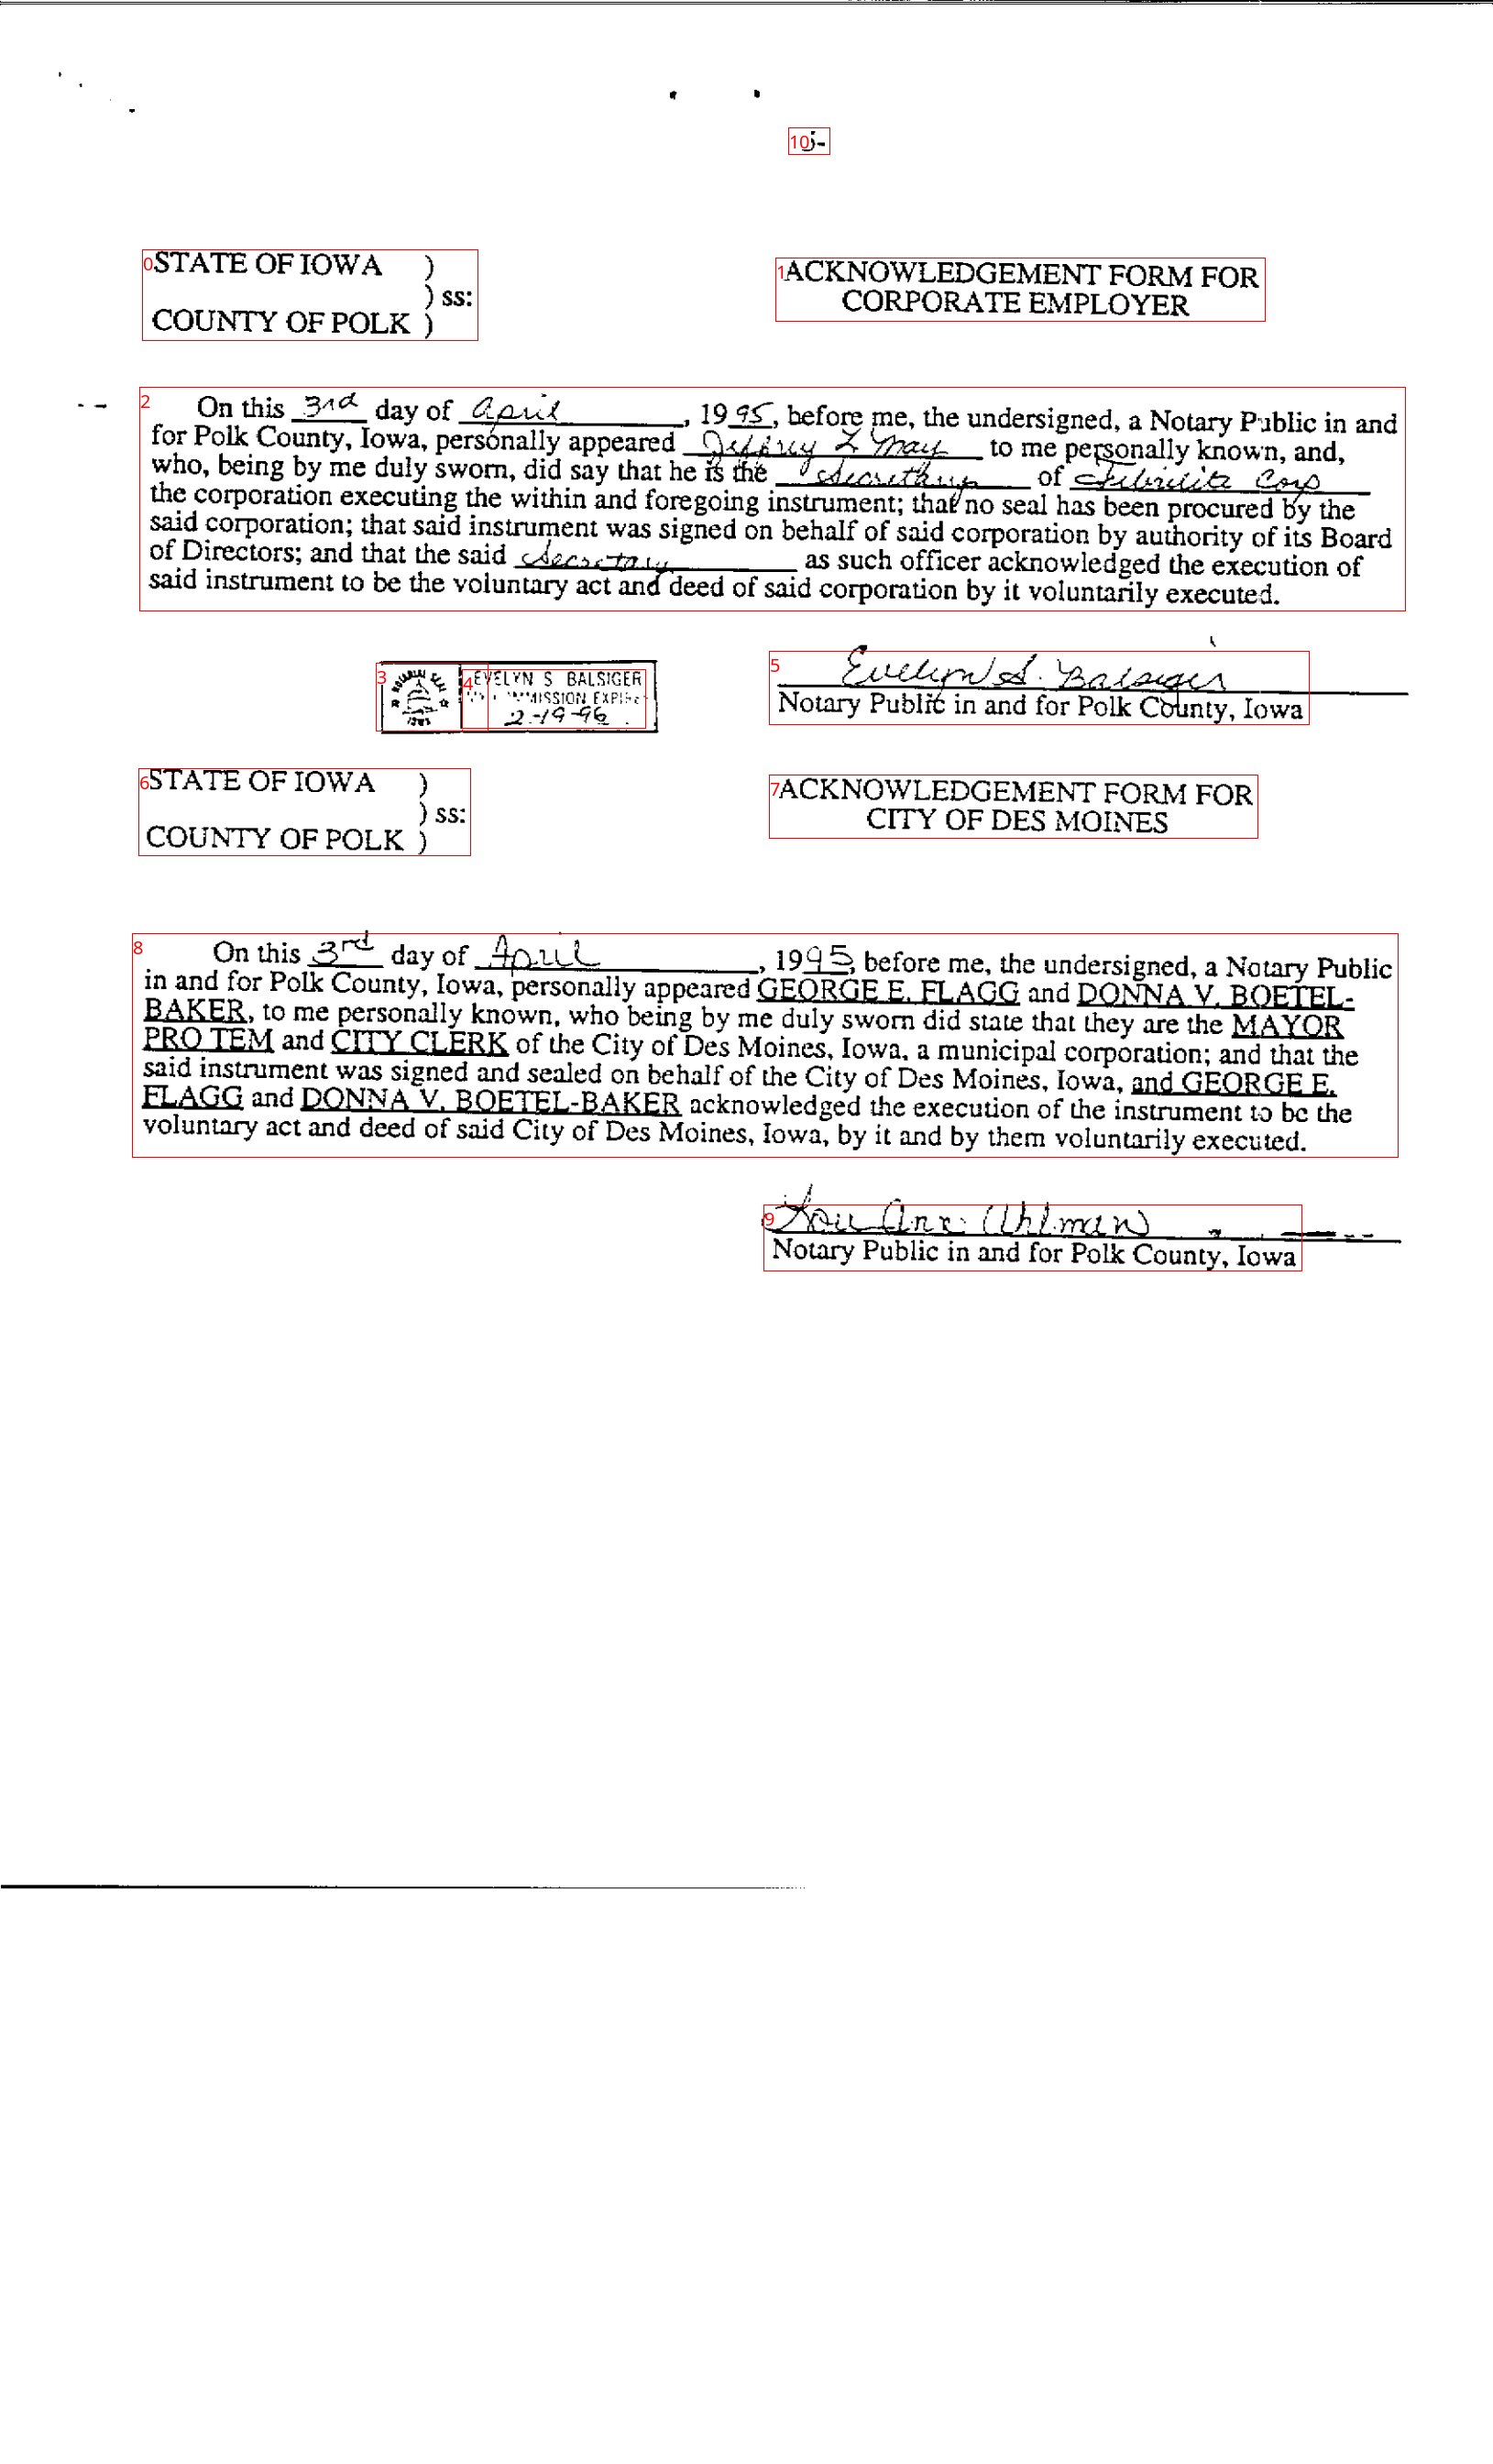 STATE OF IOWA )
) ss:
COUNTY OF POLK )
ACKNOWLEDGEMENT FORM FOR
CORPORATE EMPLOYER
On this 3rd day of April, 1995, before me, the undersigned, a Notary Public in and
for Polk County, Iowa, personally appeared Jeffrey L May to me personally known, and,
who, being by me duly sworn, did say that he is the of Corp
the corporation executing the within and foregoing instrument; that no seal has been procured by the
said corporation; that said instrument was signed on behalf of said corporation by authority of its Board
of Directors; and that the said Secretary as such officer acknowledged the execution of
said instrument to be the voluntary act and deed of said corporation by it voluntarily executed.
EVELYN S BALSIGER
COMMISSION EXPIRES
2-19-96
Evelyn S. Balsiger
Notary Public in and for Polk County, Iowa
STATE OF IOWA )
) ss:
COUNTY OF POLK )
ACKNOWLEDGEMENT FORM FOR
CITY OF DES MOINES
On this 3rd day of April, 1995, before me, the undersigned, a Notary Public
in and for Polk County, Iowa, personally appeared GEORGE E. FLAGG and DONNA V. BOETEL-
BAKER, to me personally known, who being by me duly sworn did state that they are the MAYOR
PRO TEM and CITY CLERK of the City of Des Moines, Iowa, a municipal corporation; and that the
said instrument was signed and sealed on behalf of the City of Des Moines, Iowa, and GEORGE E.
FLAGG and DONNA V. BOETEL-BAKER acknowledged the execution of the instrument to be the
voluntary act and deed of said City of Des Moines, Iowa, by it and by them voluntarily executed.
Lou Ann Uhlman
Notary Public in and for Polk County, Iowa